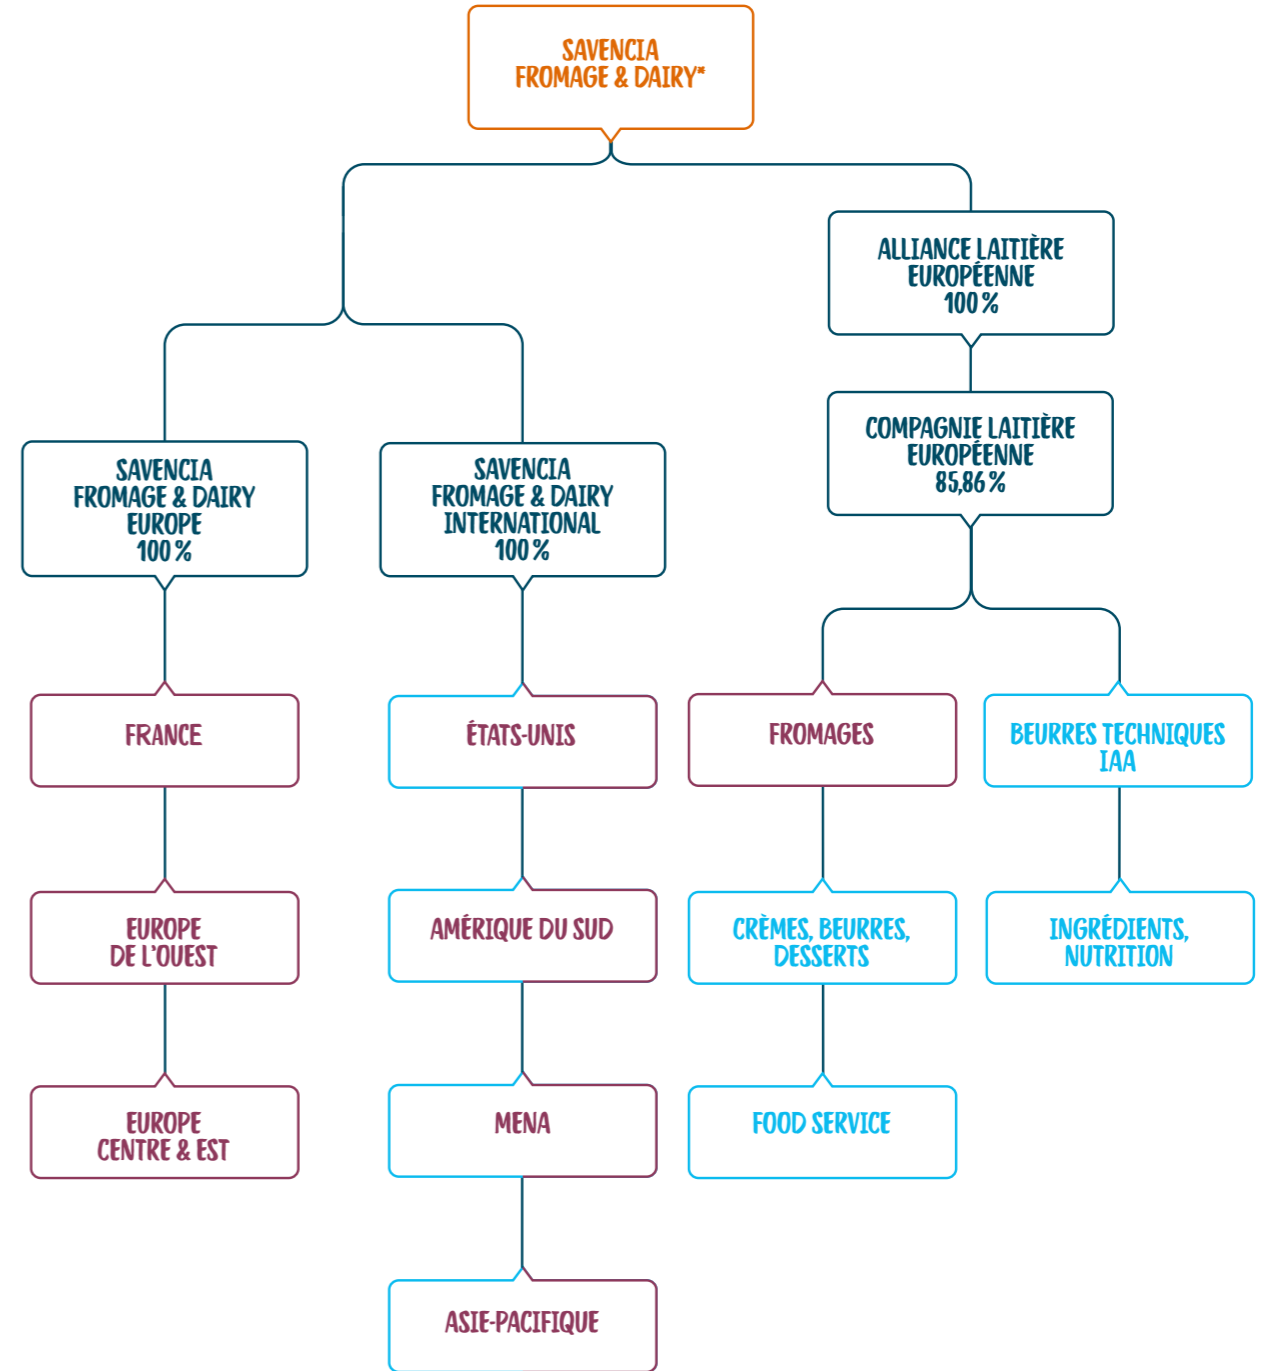 SAVENCIA
FROMAGE & DAIRY*
ALLIANCE LAITIÈRE
EUROPÉENNE
100 %
COMPAGNIE LAITIÈRE
EUROPÉENNE
85,86 %
SAVENCIA
FROMAGE & DAIRY
EUROPE
100 %
SAVENCIA
FROMAGE & DAIRY
INTERNATIONAL
100 %
FRANCE
ÉTATS-UNIS
FROMAGES
BEURRES TECHNIQUES
IAA
EUROPE
DE L'OUEST
AMÉRIQUE DU SUD
CRÈMES, BEURRES,
DESSERTS
INGRÉDIENTS,
NUTRITION
EUROPE
CENTRE & EST
MENA
FOOD SERVICE
ASIE-PACIFIQUE